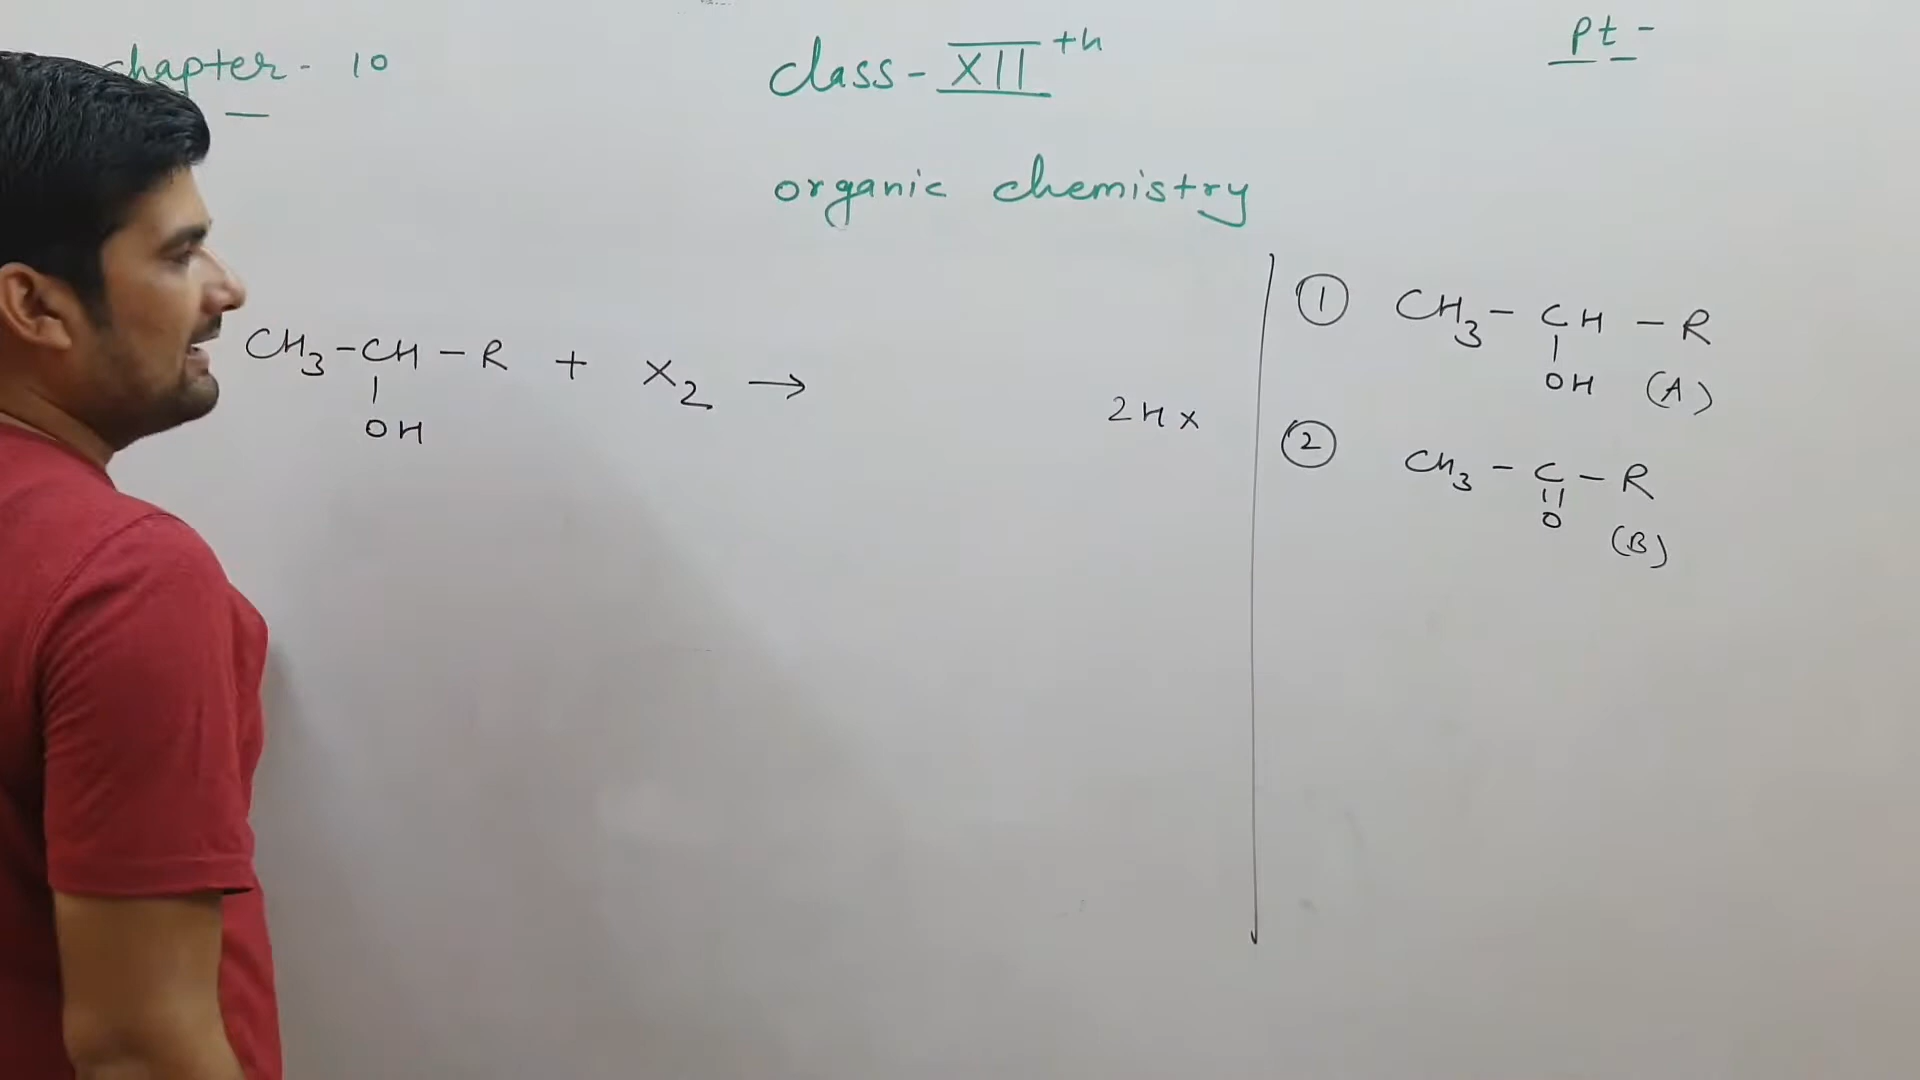 chapter - 10
class - XII th
pt -
organic chemistry
CH3 - CH - R + X2 →
|
OH
2HX
① CH3 - CH - R
|
OH (A)
② CH3 - C - R
||
O
(B)